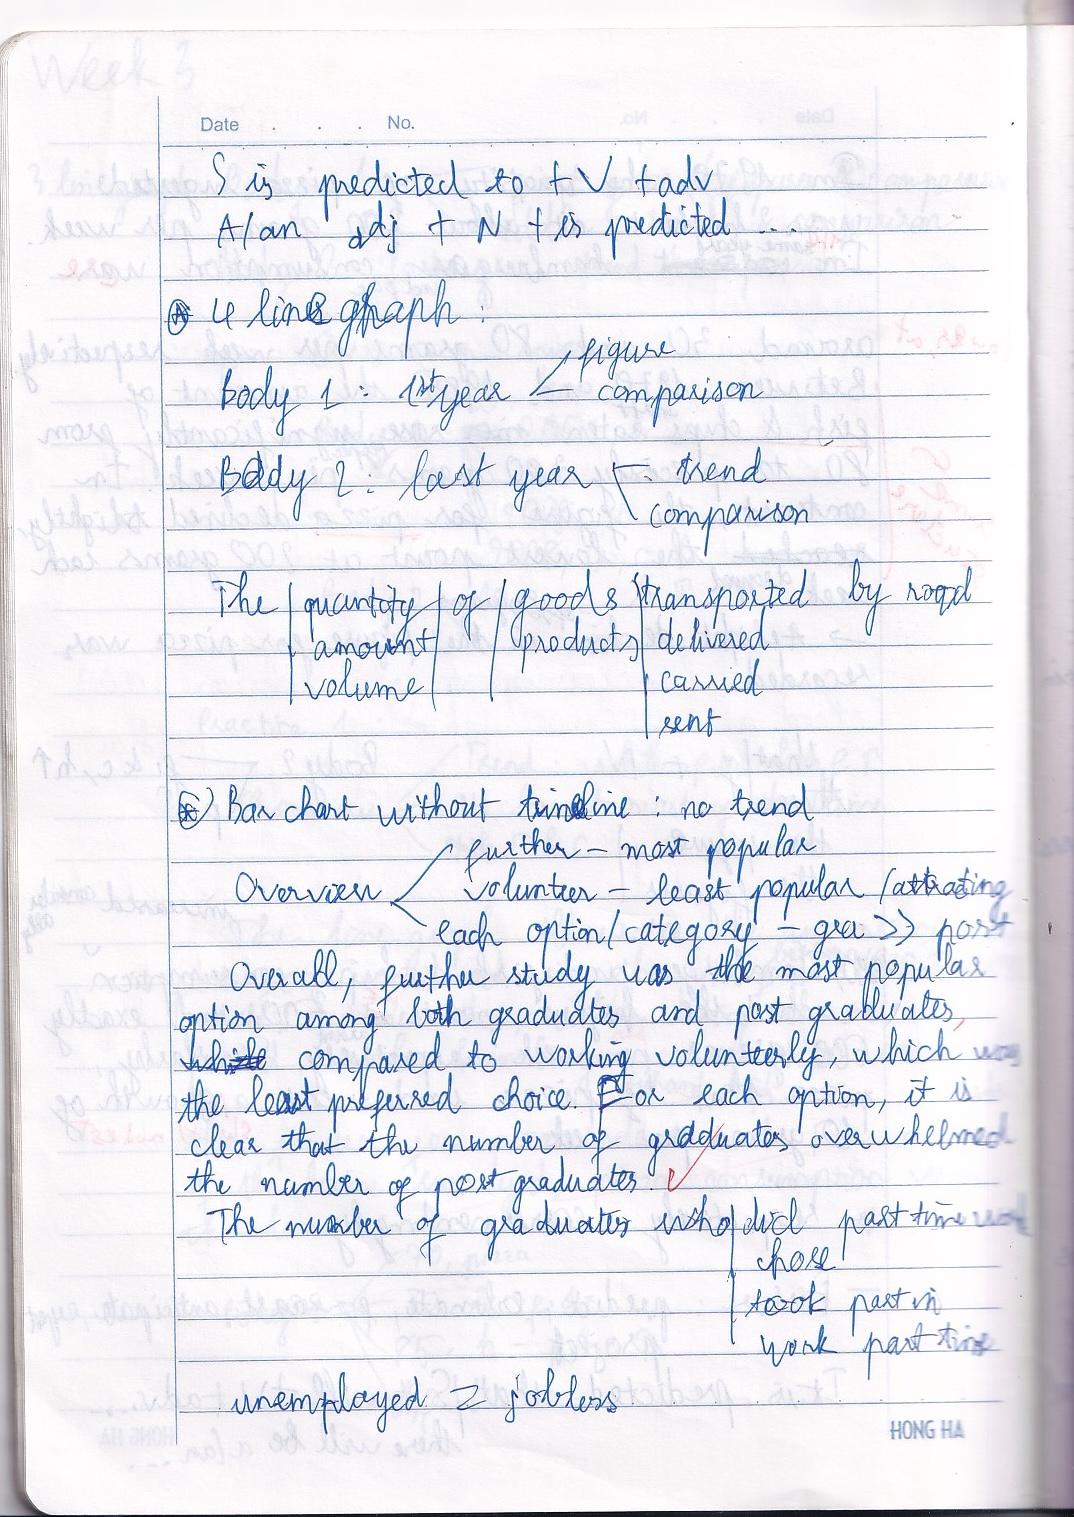 Week 3
Date . . . No.
S is predicted to + V + adv
A/an adj + N + is predicted ...
4 lines graph :
Body 1 : 1st year < figure
comparison
Body 2 : last year trend
comparison
The | quantity | of | goods | transported by road
amount products delivered
volume carried
sent
Bar chart without timeline : no trend
further - most popular
Overview < volunteer - least popular / attracting
each option / category - gra >> post
Overall, further study was the most popular
option among both graduates and post graduates,
compared to working volunteerly, which was
the least preferred choice. For each option, it is
clear that the number of graduates overwhelmed
the number of post graduates.
The number of graduates who | did part time work
chose
took part in
work part time
unemployed = jobless
HONG HA